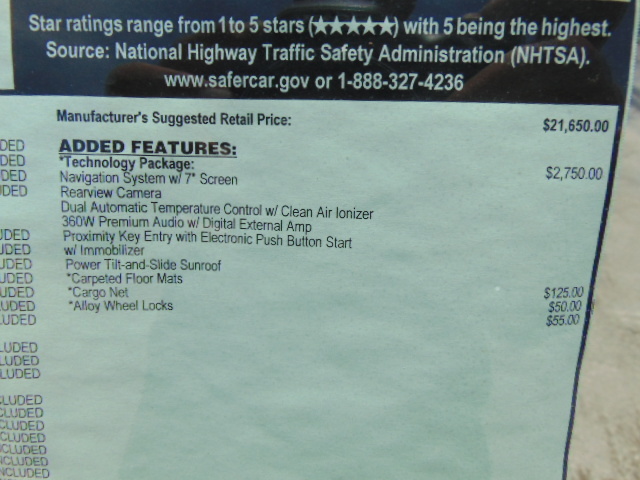 Star ratings range from 1 to 5 stars (★★★★★) with 5 being the highest.
Source: National Highway Traffic Safety Administration (NHTSA).
www.safercar.gov or 1-888-327-4236
Manufacturer's Suggested Retail Price: $21,650.00
ADDED FEATURES:
*Technology Package: $2,750.00
Navigation System w/ 7" Screen
Rearview Camera
Dual Automatic Temperature Control w/ Clean Air Ionizer
360W Premium Audio w/ Digital External Amp
Proximity Key Entry with Electronic Push Button Start
w/ Immobilizer
Power Tilt-and-Slide Sunroof
*Carpeted Floor Mats $125.00
*Cargo Net $50.00
*Alloy Wheel Locks $55.00
DED
DED
DED
DED
UDED
UDED
UDED
UDED
UDED
UDED
LUDED
LUDED
LUDED
LUDED
CLUDED
CLUDED
CLUDED
CLUDED
NCLUDED
NCLUDED
NCLUDED